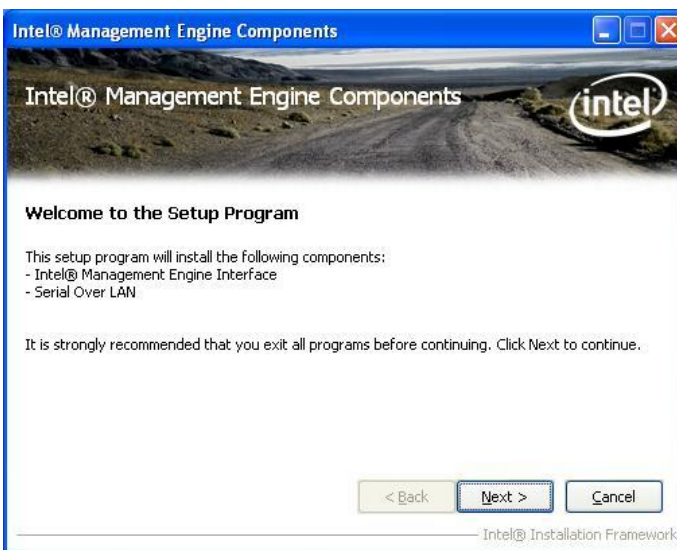 Intel® Management Engine Components
Intel® Management Engine Components
intel
Welcome to the Setup Program
This setup program will install the following components:
- Intel® Management Engine Interface
- Serial Over LAN
It is strongly recommended that you exit all programs before continuing. Click Next to continue.
< Back Next > Cancel
Intel® Installation Framework